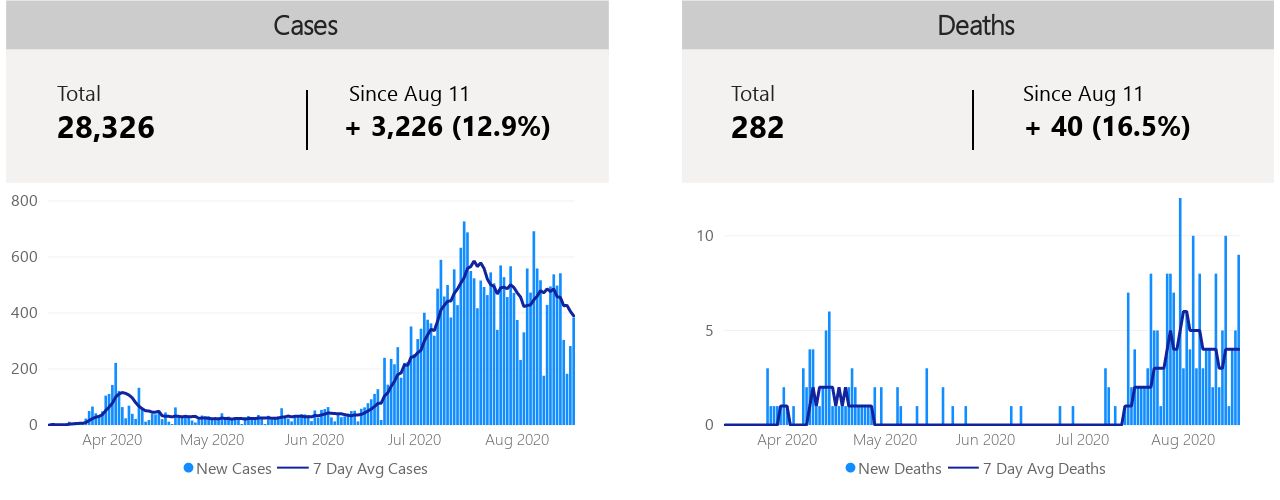 Cases
Total
28,326
Since Aug 11
+ 3,226 (12.9%)
800
600
400
200
0
Apr 2020 May 2020 Jun 2020 Jul 2020 Aug 2020
New Cases 7 Day Avg Cases
Deaths
Total
282
Since Aug 11
+ 40 (16.5%)
10
5
0
Apr 2020 May 2020 Jun 2020 Jul 2020 Aug 2020
New Deaths 7 Day Avg Deaths